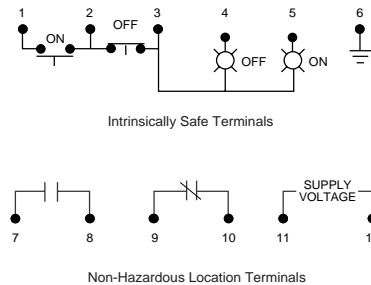 1 2 OFF 3 4 5 6
ON
OFF ON
Intrinsically Safe Terminals
SUPPLY
VOLTAGE
7 8 9 10 11
Non-Hazardous Location Terminals